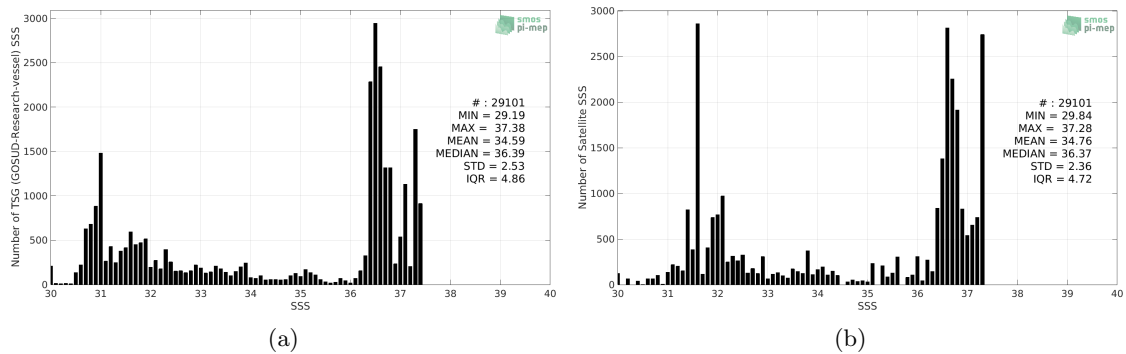 3000
2500
2000
1500
1000
500
0
Number of TSG (GOSUD-Research-vessel) SSS
30 31 32 33 34 35 36 37 38 39 40
SSS
smos
pi-mep
# : 29101
MIN = 29.19
MAX = 37.38
MEAN = 34.59
MEDIAN = 36.39
STD = 2.53
IQR = 4.86
(a)
3000
2500
2000
1500
1000
500
0
Number of Satellite SSS
30 31 32 33 34 35 36 37 38 39 40
SSS
smos
pi-mep
# : 29101
MIN = 29.84
MAX = 37.28
MEAN = 34.76
MEDIAN = 36.37
STD = 2.36
IQR = 4.72
(b)